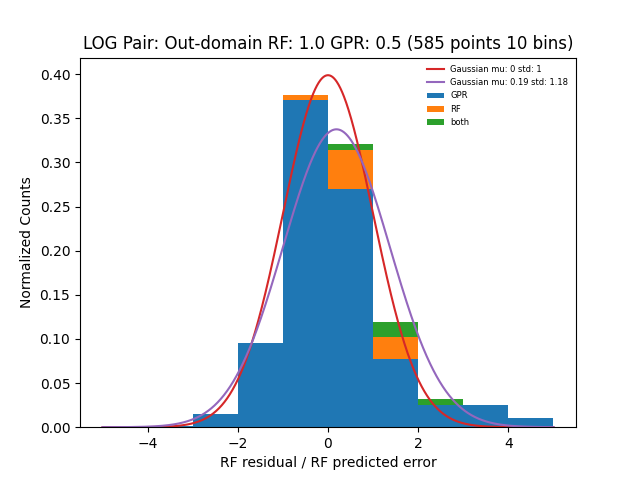 LOG Pair: Out-domain RF: 1.0 GPR: 0.5 (585 points 10 bins)
Gaussian mu: 0 std: 1
Gaussian mu: 0.19 std: 1.18
GPR
RF
both
Normalized Counts
0.40
0.35
0.30
0.25
0.20
0.15
0.10
0.05
0.00
−4
−2
0
2
4
RF residual / RF predicted error